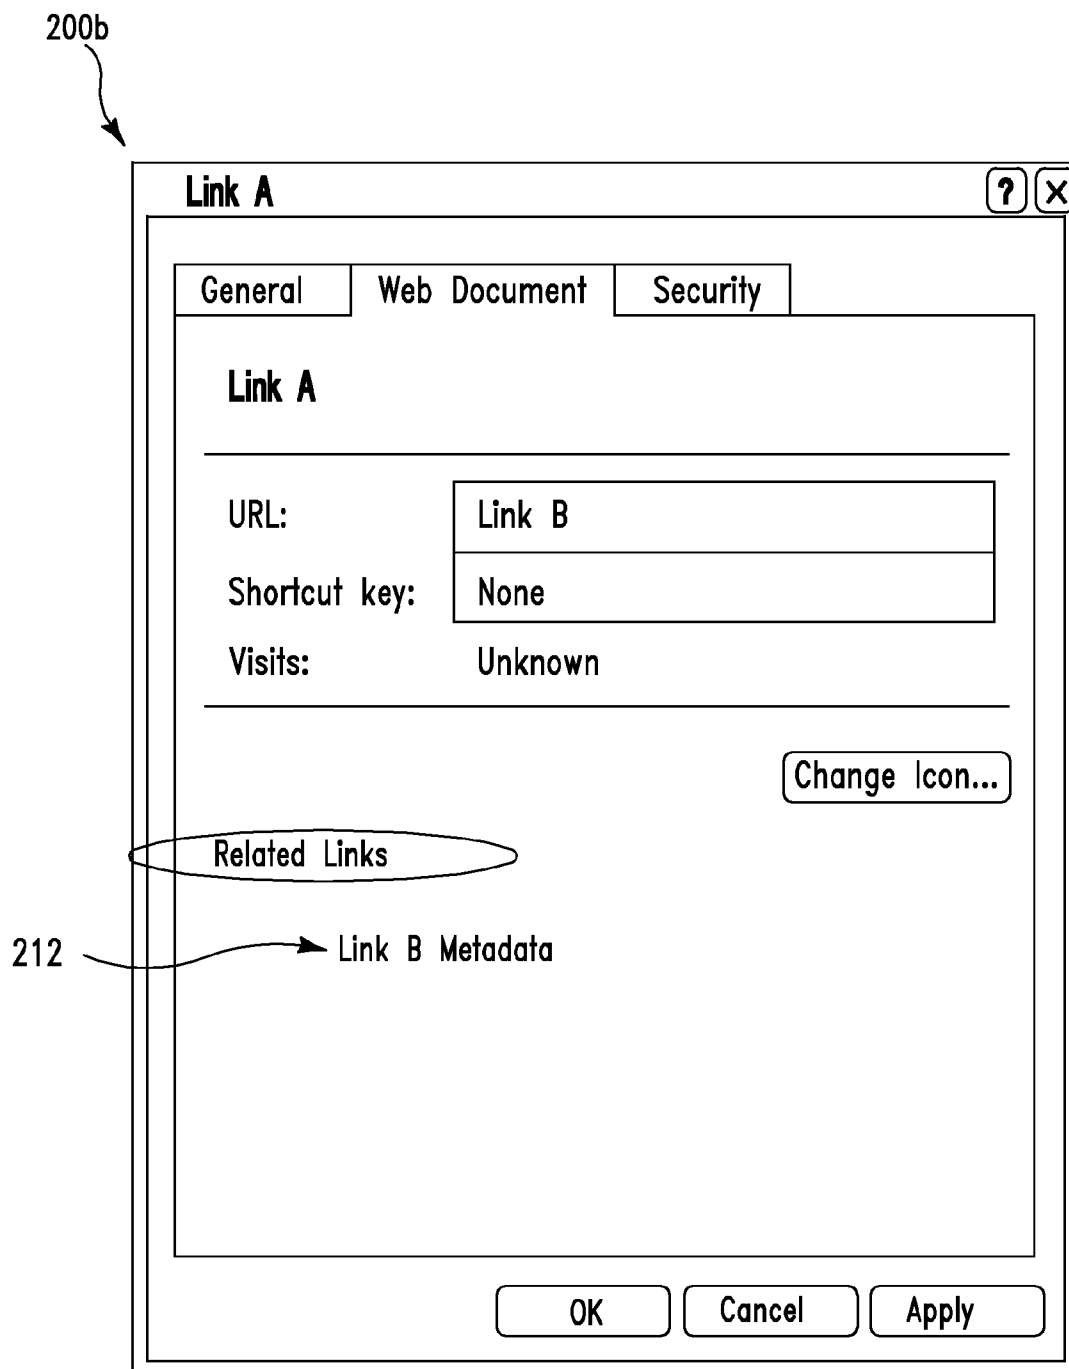 200b
Link A ? X
General Web Document Security
Link A
URL: Link B
Shortcut key: None
Visits: Unknown
Change Icon...
Related Links
212 Link B Metadata
OK Cancel Apply